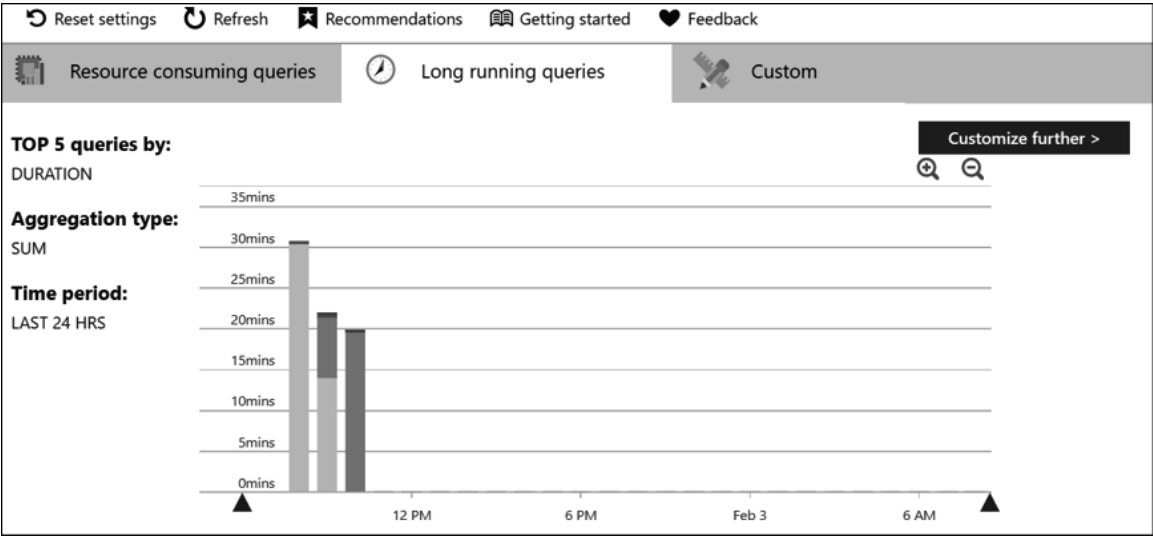 Reset settings Refresh Recommendations Getting started Feedback
Resource consuming queries Long running queries Custom
Customize further >
TOP 5 queries by:
DURATION
Aggregation type:
SUM
Time period:
LAST 24 HRS
35mins
30mins
25mins
20mins
15mins
10mins
5mins
0mins
12 PM 6 PM Feb 3 6 AM